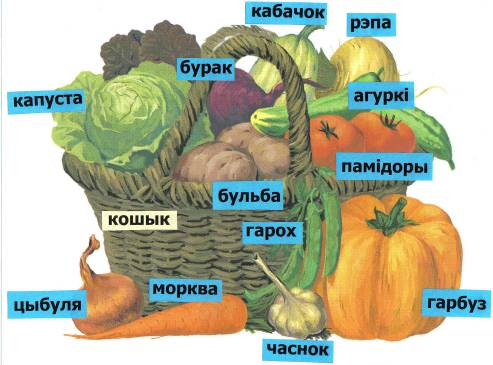 кабачок
рэпа
бурак
капуста
агуркі
памідоры
бульба
кошык
гарох
морква
цыбуля
гарбуз
часнок